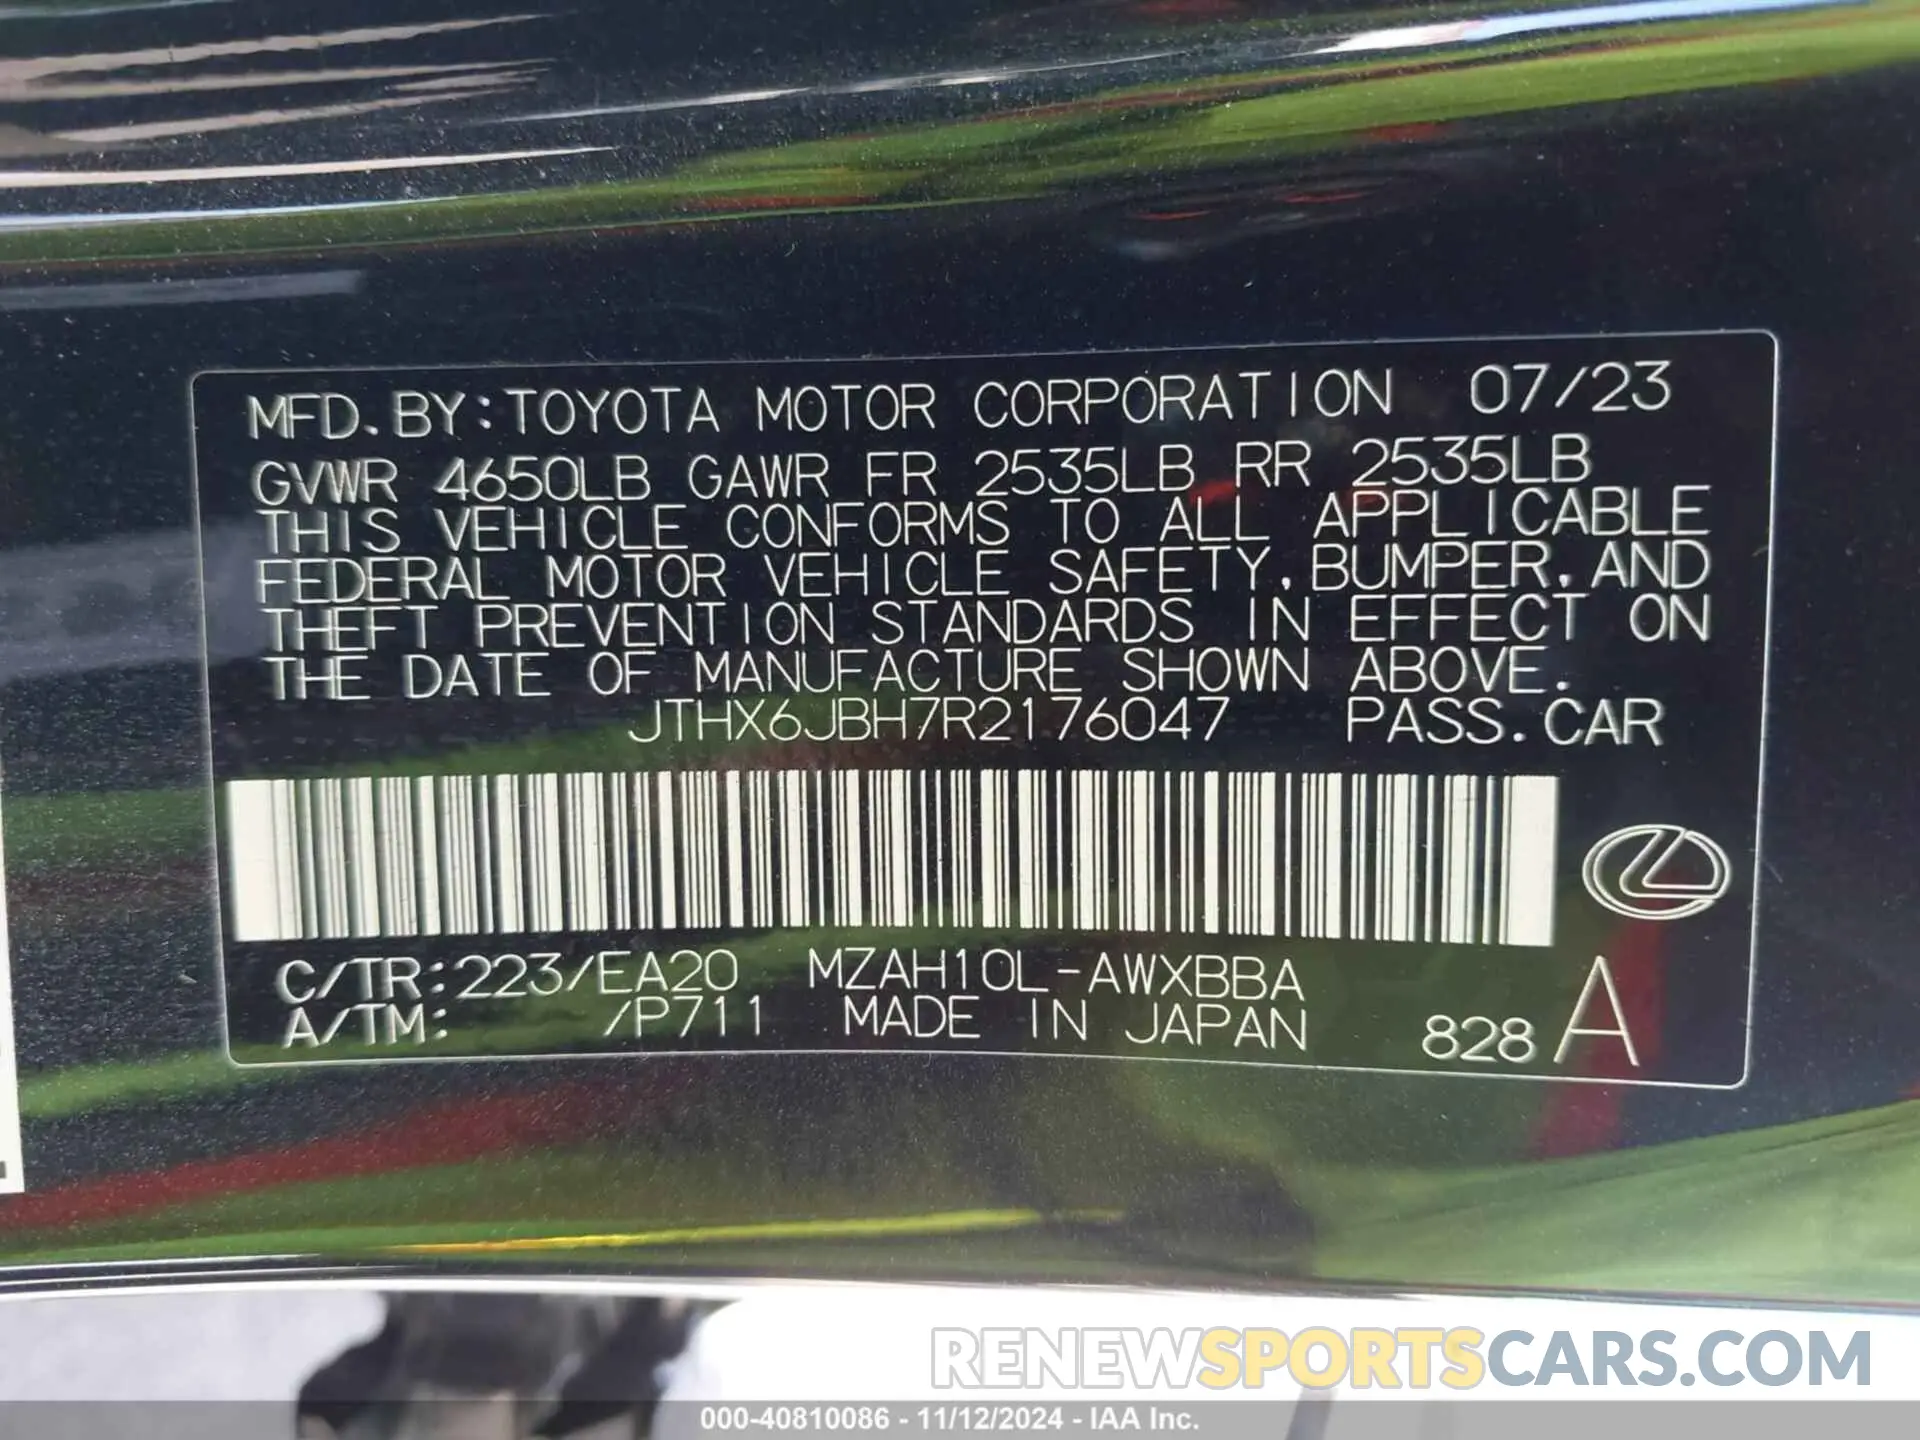 MFD. BY: TOYOTA MOTOR CORPORATION 07/23
GVWR 4650LB GAWR FR 2535LB RR 2535LB
THIS VEHICLE CONFORMS TO ALL APPLICABLE
FEDERAL MOTOR VEHICLE SAFETY, BUMPER, AND
THEFT PREVENTION STANDARDS IN EFFECT ON
THE DATE OF MANUFACTURE SHOWN ABOVE.
JTHX6JBH7R2176047 PASS. CAR
C/TR: 223/EA20 MZAH10L-AWXBBA
A/TM: /P711 MADE IN JAPAN 828 A
RENEWSPORTSCARS.COM
000-40810086 - 11/12/2024 - IAA Inc.